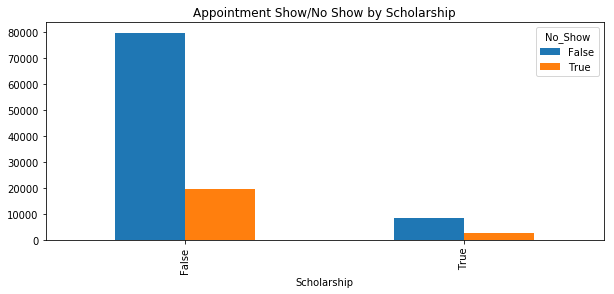 Appointment Show/No Show by Scholarship
80000
70000
60000
50000
40000
30000
20000
10000
0
No_Show
False
True
False
True
Scholarship